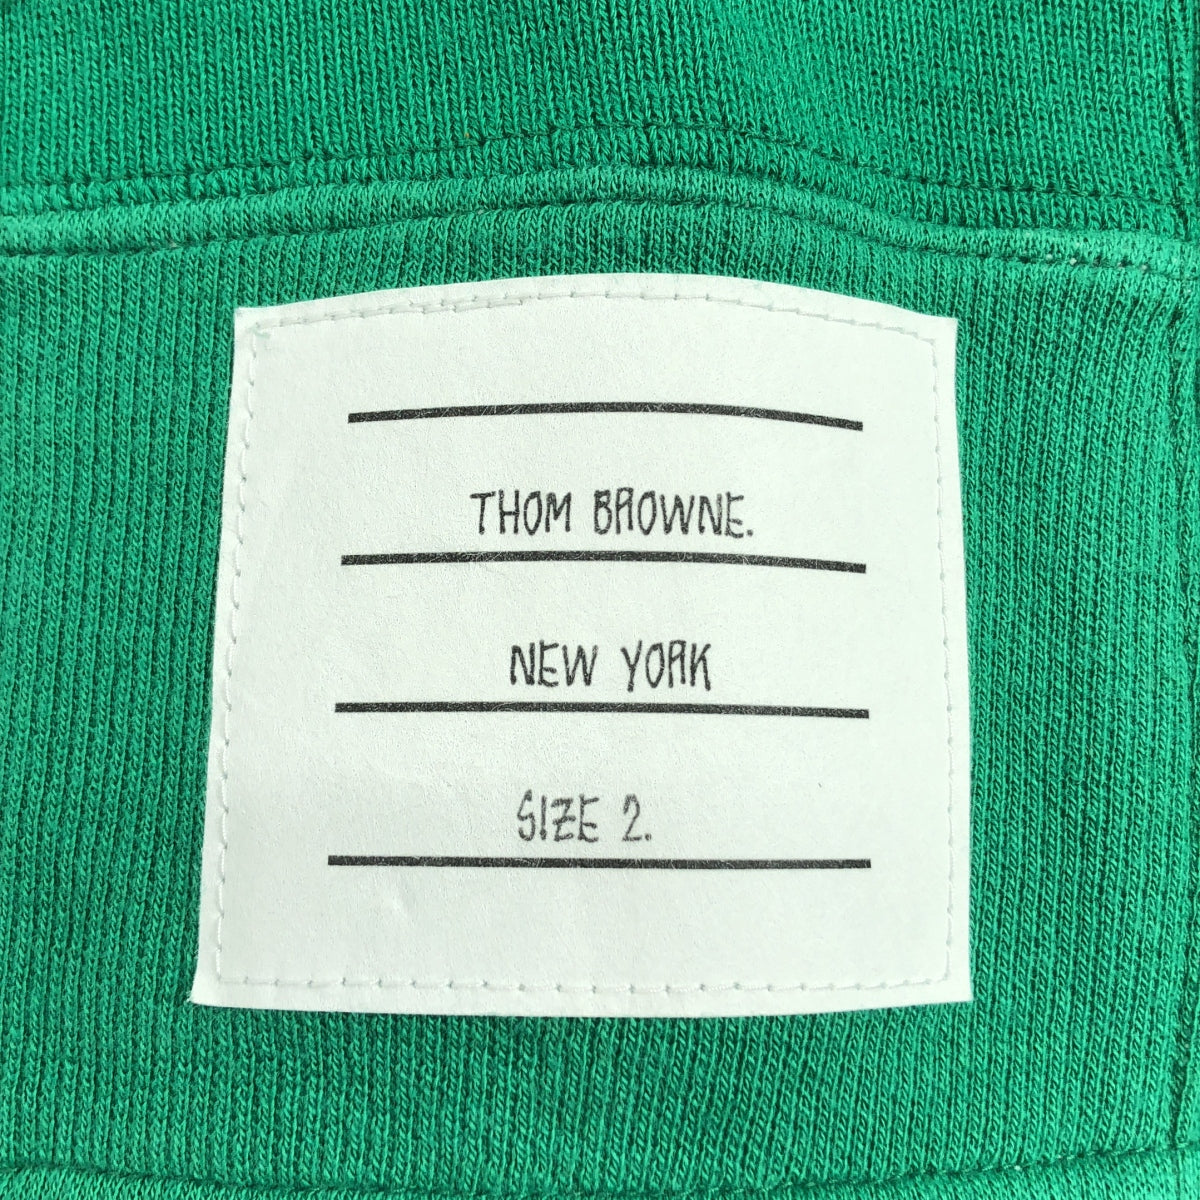 THOM BROWNE.
NEW YORK
SIZE 2.